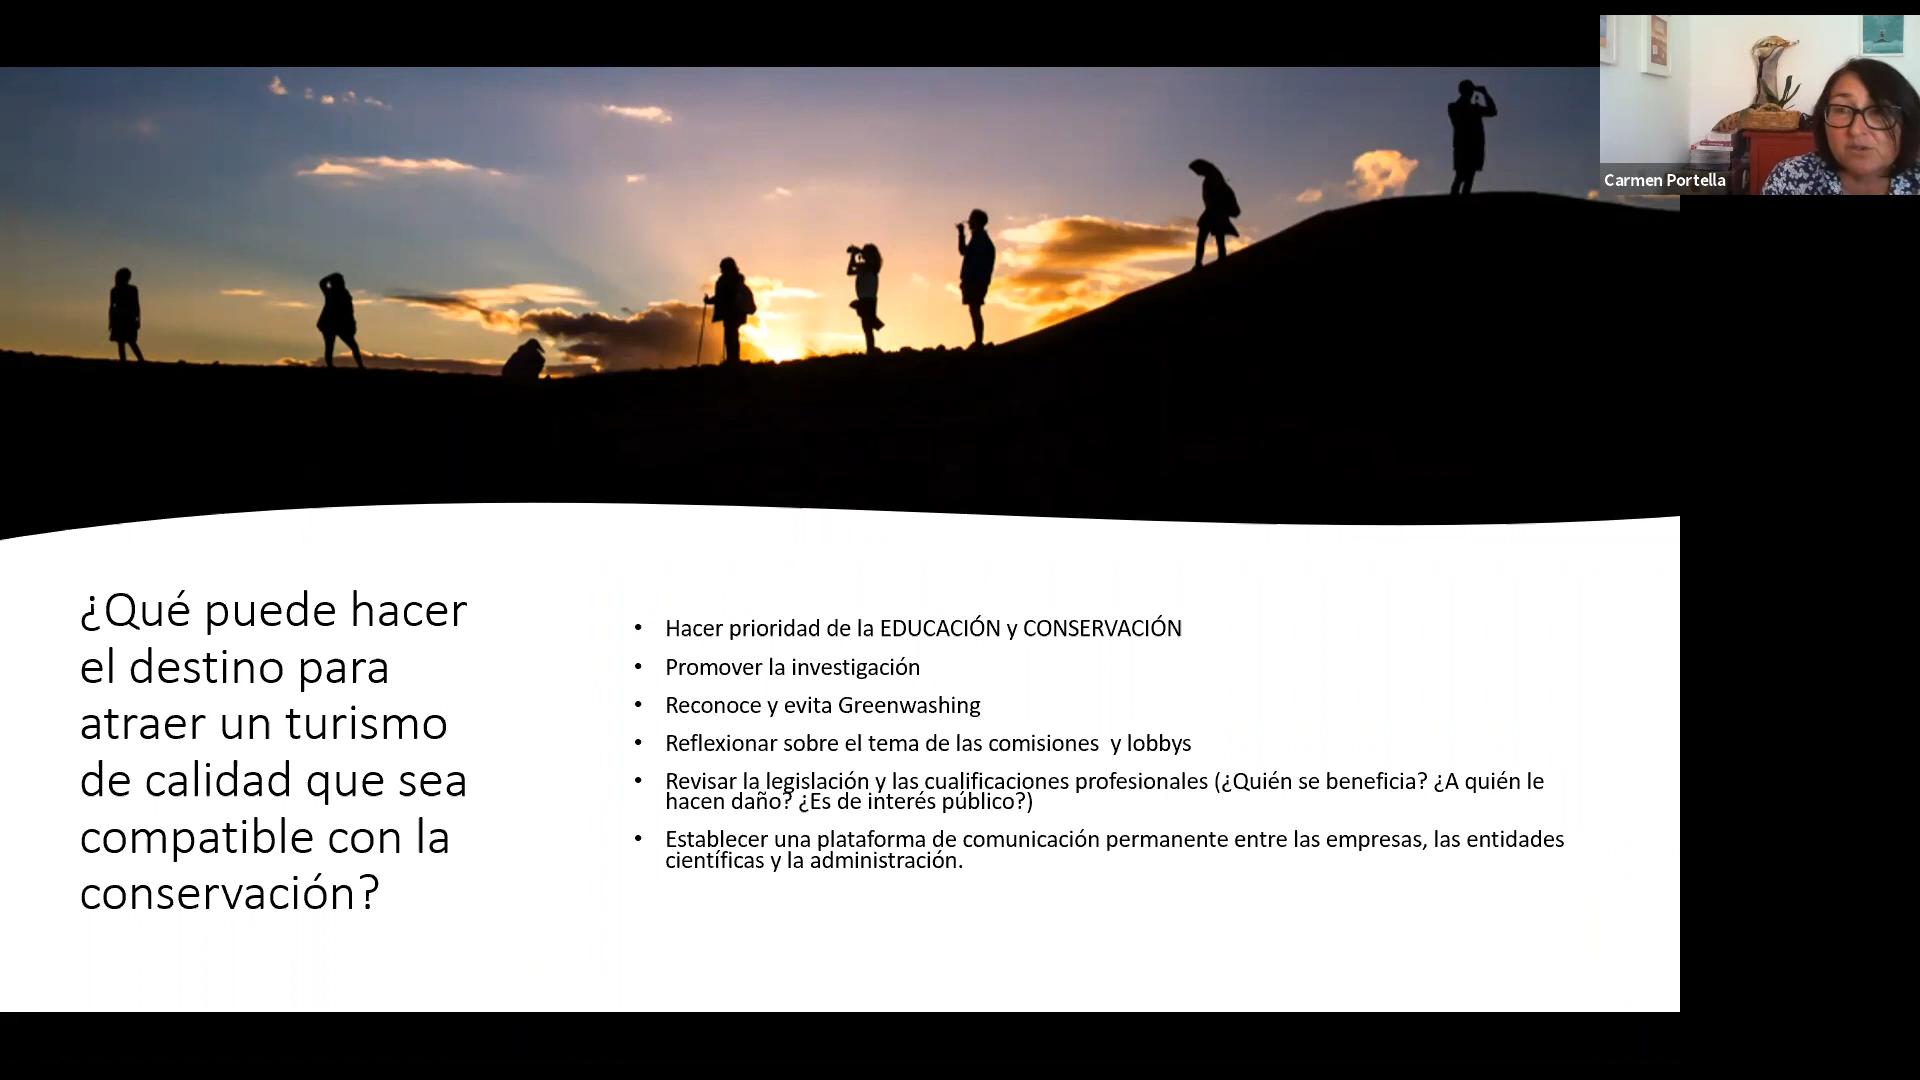 Carmen Portella
¿Qué puede hacer
el destino para
atraer un turismo
de calidad que sea
compatible con la
conservación?
• Hacer prioridad de la EDUCACIÓN y CONSERVACIÓN
• Promover la investigación
• Reconoce y evita Greenwashing
• Reflexionar sobre el tema de las comisiones  y lobbys
• Revisar la legislación y las cualificaciones profesionales (¿Quién se beneficia? ¿A quién le
hacen daño? ¿Es de interés público?)
• Establecer una plataforma de comunicación permanente entre las empresas, las entidades
científicas y la administración.